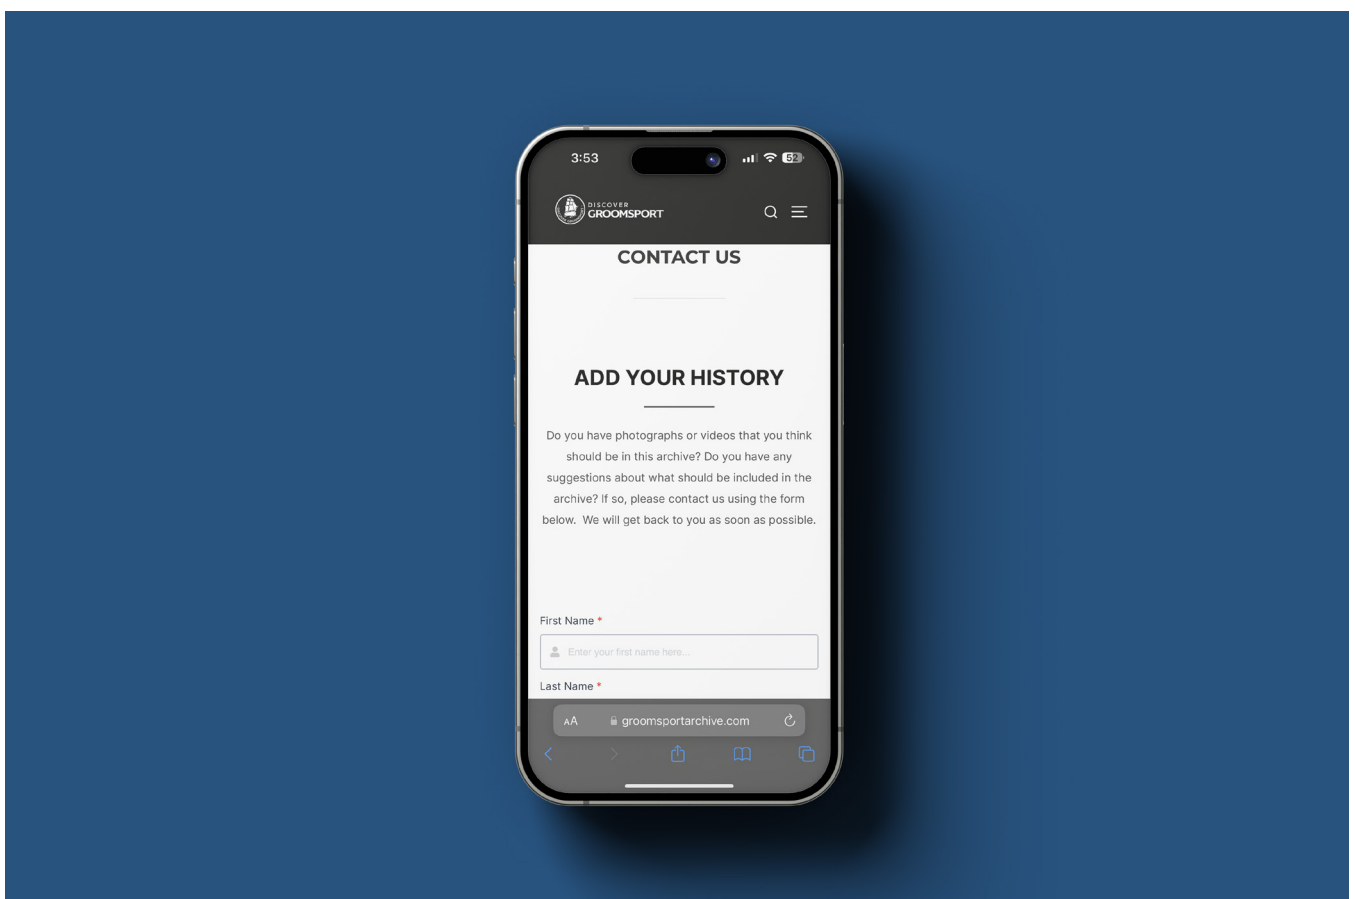 3:53
52
DISCOVER
GROOMSPORT
CONTACT US
ADD YOUR HISTORY
Do you have photographs or videos that you think
should be in this archive? Do you have any
suggestions about what should be included in the
archive? If so, please contact us using the form
below.  We will get back to you as soon as possible.
First Name *
Enter your first name here...
Last Name *
AA
groomsportarchive.com